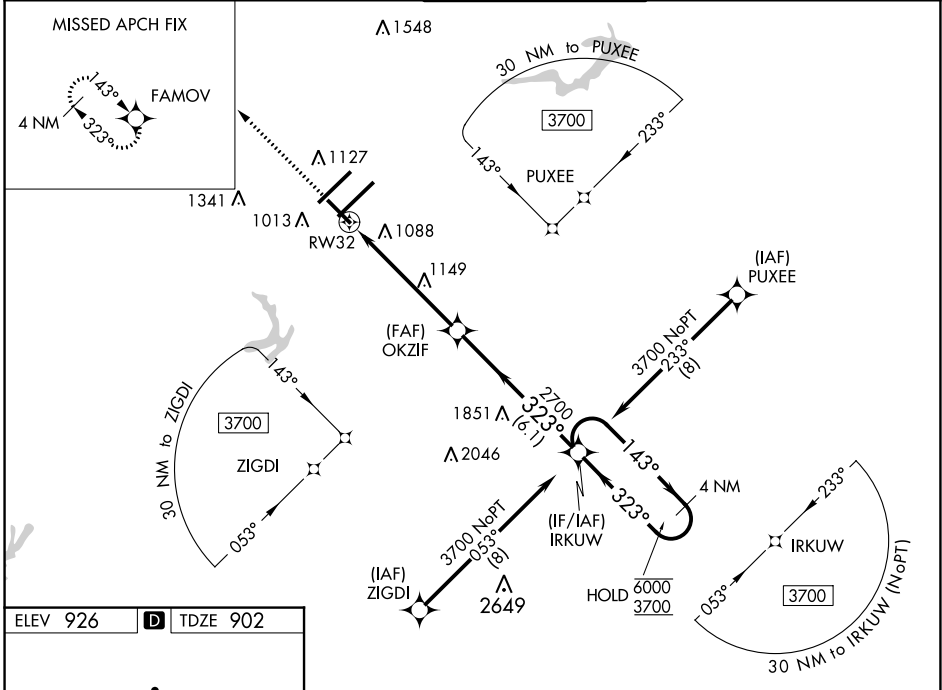 MISSED APCH FIX
143°
FAMOV
4 NM
323°
1548
30 NM to PUXEE
3700
143°
233°
PUXEE
1127
1341
1013
1088
RW32
1149
(IAF)
PUXEE
(FAF)
OKZIF
3700 NoPT
233°
(8)
143°
30 NM to ZIGDI
3700
ZIGDI
053°
2700
323°
(6.1)
1851
2046
143°
4 NM
323°
(IF/IAF)
IRKUW
3700 NoPT
053°
(8)
(IAF)
ZIGDI
2649
HOLD
6000
3700
233°
IRKUW
053°
3700
30 NM to IRKUW (NoPT)
ELEV 926
D
TDZE 902